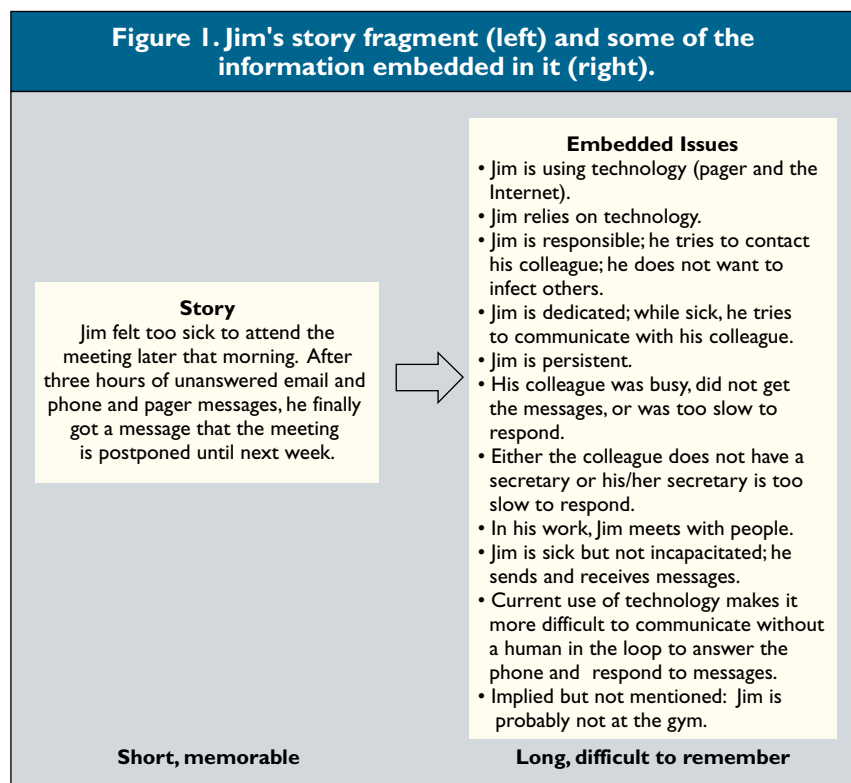 Figure 1. Jim's story fragment (left) and some of the
information embedded in it (right).
Story
Jim felt too sick to attend the
meeting later that morning. After
three hours of unanswered email and
phone and pager messages, he finally
got a message that the meeting
is postponed until next week.
Short, memorable
Embedded Issues
• Jim is using technology (pager and the
Internet).
• Jim relies on technology.
• Jim is responsible; he tries to contact
his colleague; he does not want to
infect others.
• Jim is dedicated; while sick, he tries
to communicate with his colleague.
• Jim is persistent.
• His colleague was busy, did not get
the messages, or was too slow to
respond.
• Either the colleague does not have a
secretary or his/her secretary is too
slow to respond.
• In his work, Jim meets with people.
• Jim is sick but not incapacitated; he
sends and receives messages.
• Current use of technology makes it
more difficult to communicate without
a human in the loop to answer the
phone and respond to messages.
• Implied but not mentioned: Jim is
probably not at the gym.
Long, difficult to remember